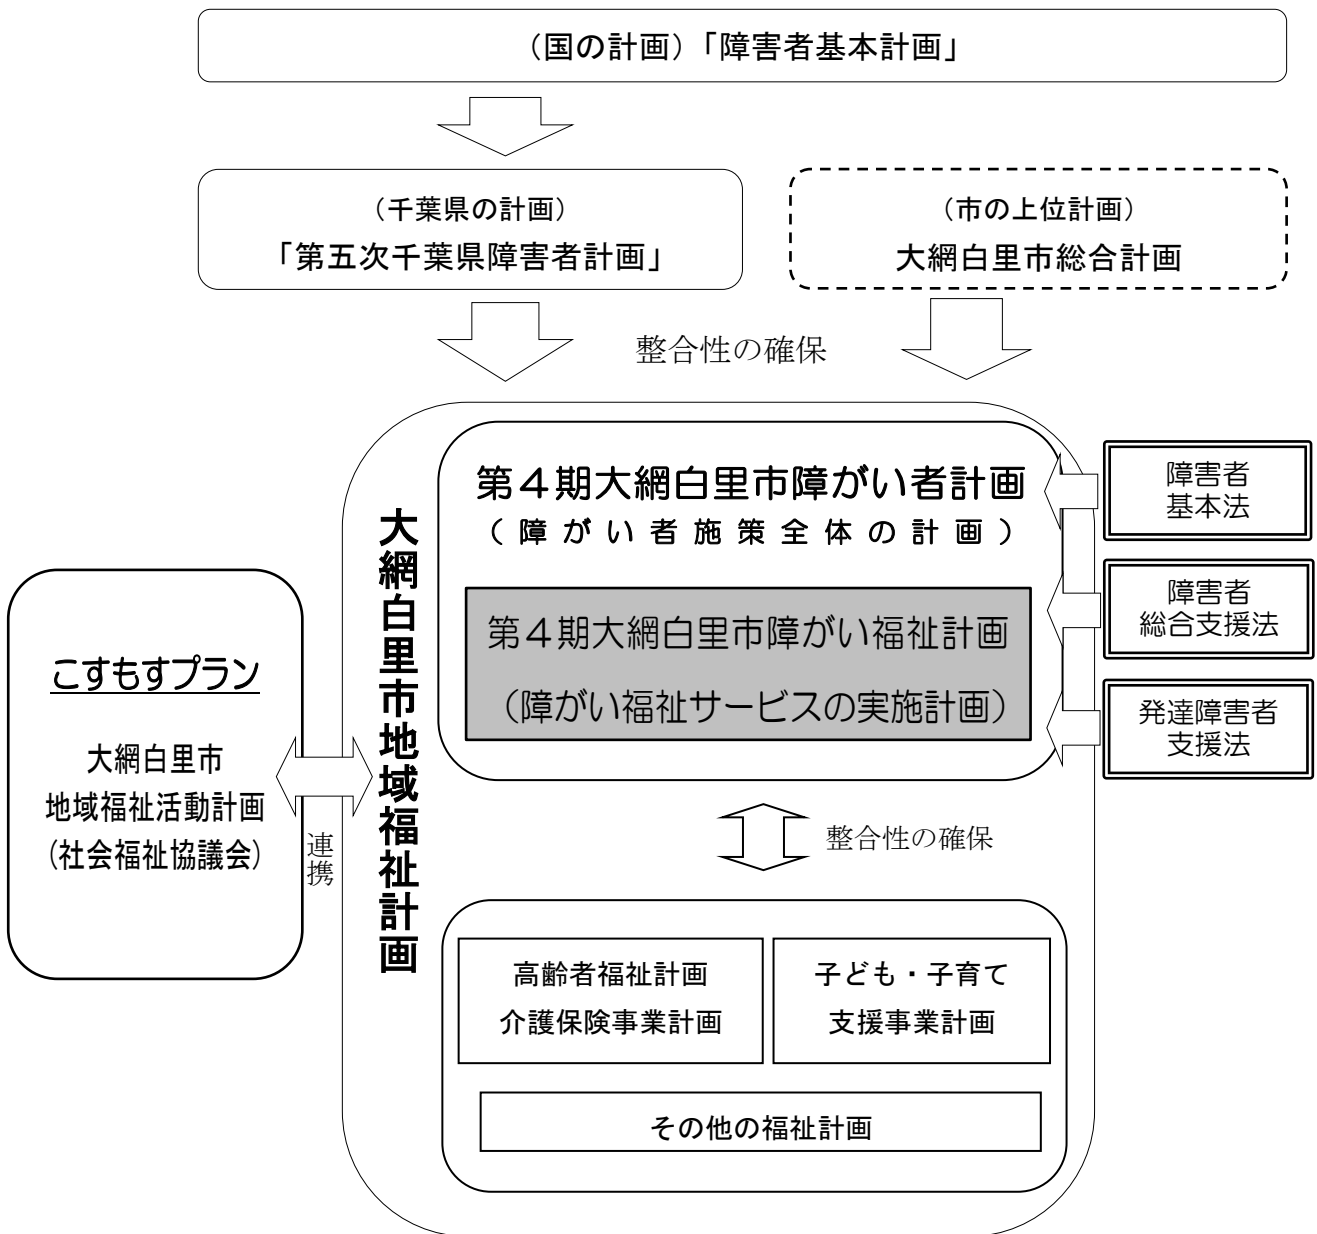 （国の計画）「障害者基本計画」
（千葉県の計画）
「第五次千葉県障害者計画」
（市の上位計画）
大網白里市総合計画
整合性の確保
大網白里市地域福祉計画
第４期大網白里市障がい者計画
（障がい者施策全体の計画）
第４期大網白里市障がい福祉計画
（障がい福祉サービスの実施計画）
障害者
基本法
障害者
総合支援法
発達障害者
支援法
こすもすプラン
大網白里市
地域福祉活動計画
（社会福祉協議会）
連携
整合性の確保
高齢者福祉計画
介護保険事業計画
子ども・子育て
支援事業計画
その他の福祉計画